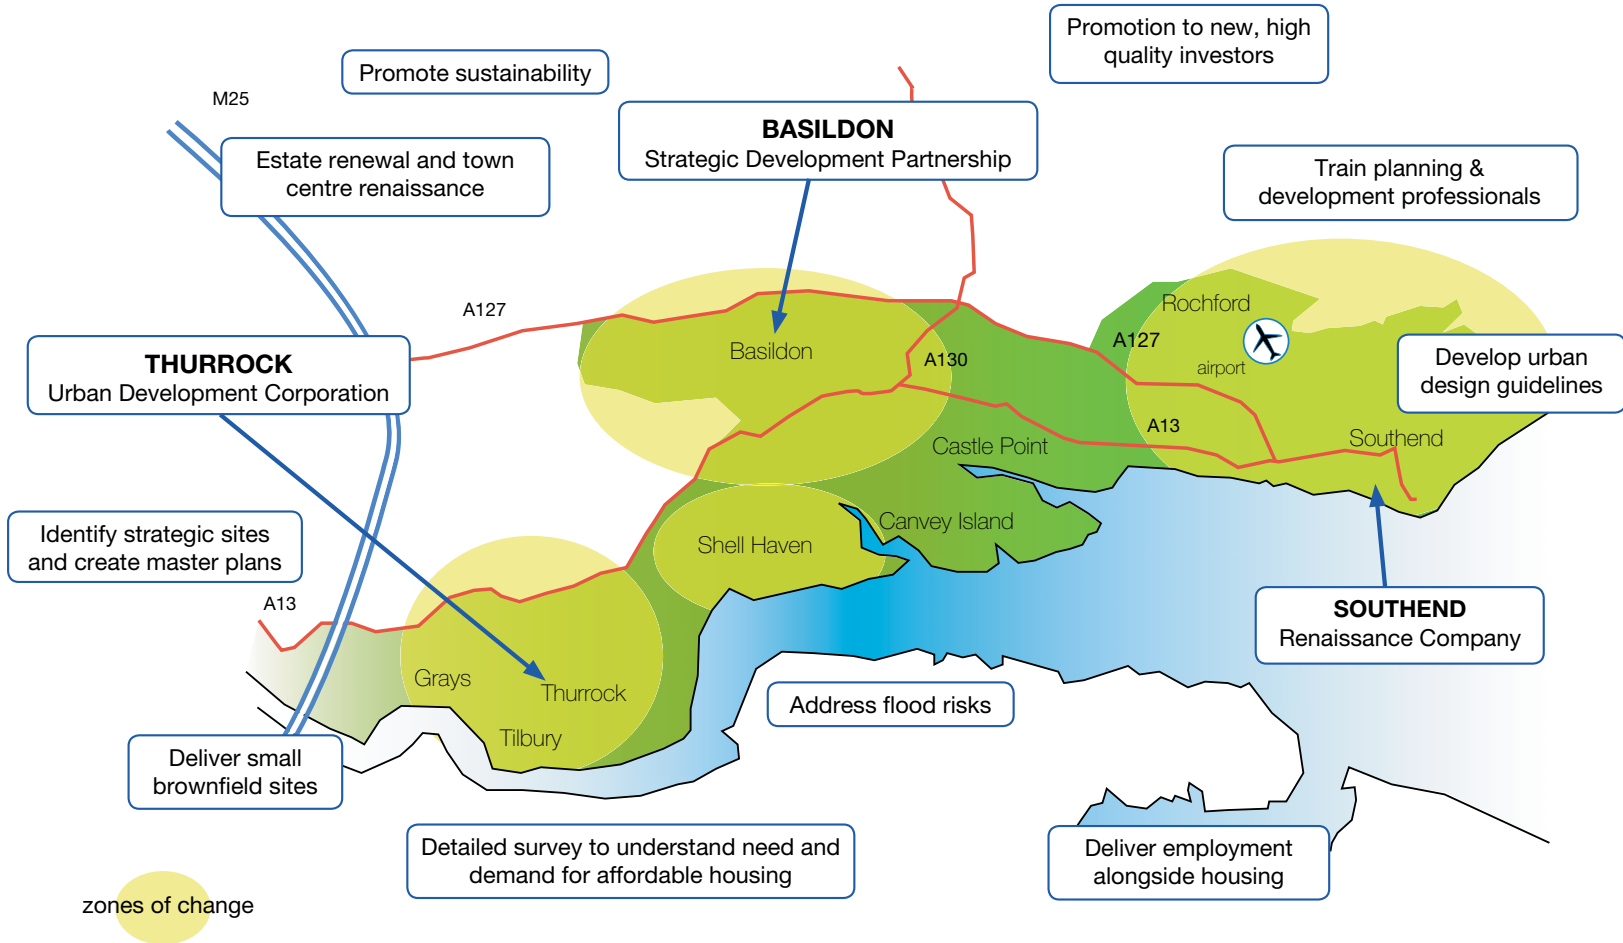 Promotion to new, high
quality investors
Promote sustainability
M25
BASILDON
Strategic Development Partnership
Estate renewal and town
centre renaissance
Train planning &
development professionals
Rochford
A127
A127
THURROCK
Urban Development Corporation
Basildon
A130
airport
Develop urban
design guidelines
A13
Southend
Castle Point
Identify strategic sites
and create master plans
Canvey Island
Shell Haven
A13
SOUTHEND
Renaissance Company
Grays
Thurrock
Address flood risks
Tilbury
Deliver small
brownfield sites
Detailed survey to understand need and
demand for affordable housing
Deliver employment
alongside housing
zones of change